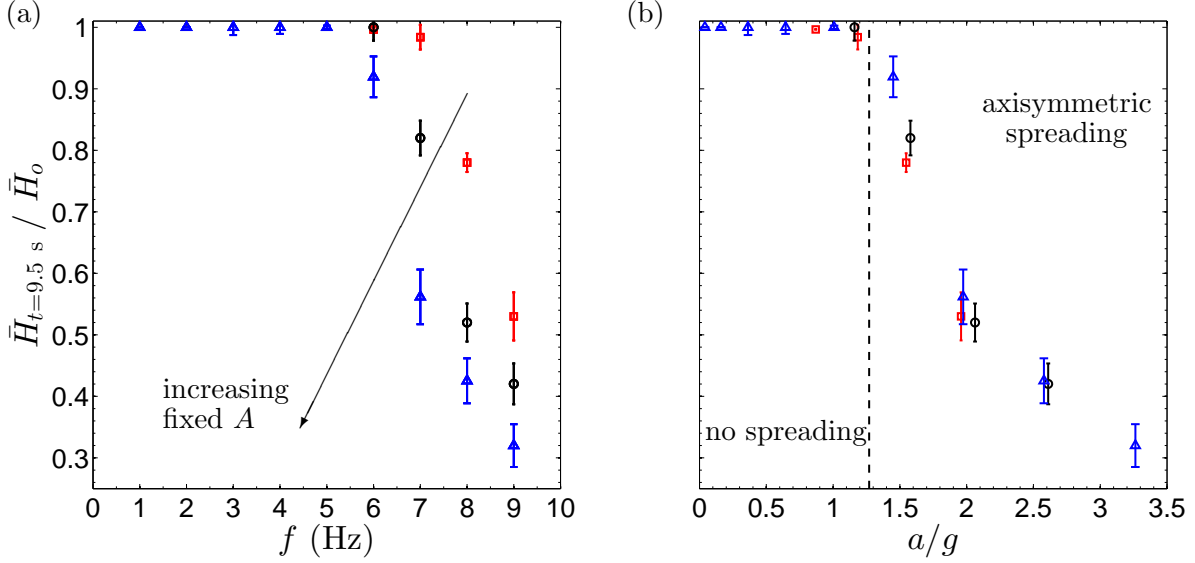 (a)
1
0.9
0.8
0.7
0.6
0.5
0.4
0.3
H̄t=9.5 s / H̄o
increasing
fixed A
0 1 2 3 4 5 6 7 8 9 10
f (Hz)
(b)
axisymmetric
spreading
no spreading
0 0.5 1 1.5 2 2.5 3 3.5
a/g